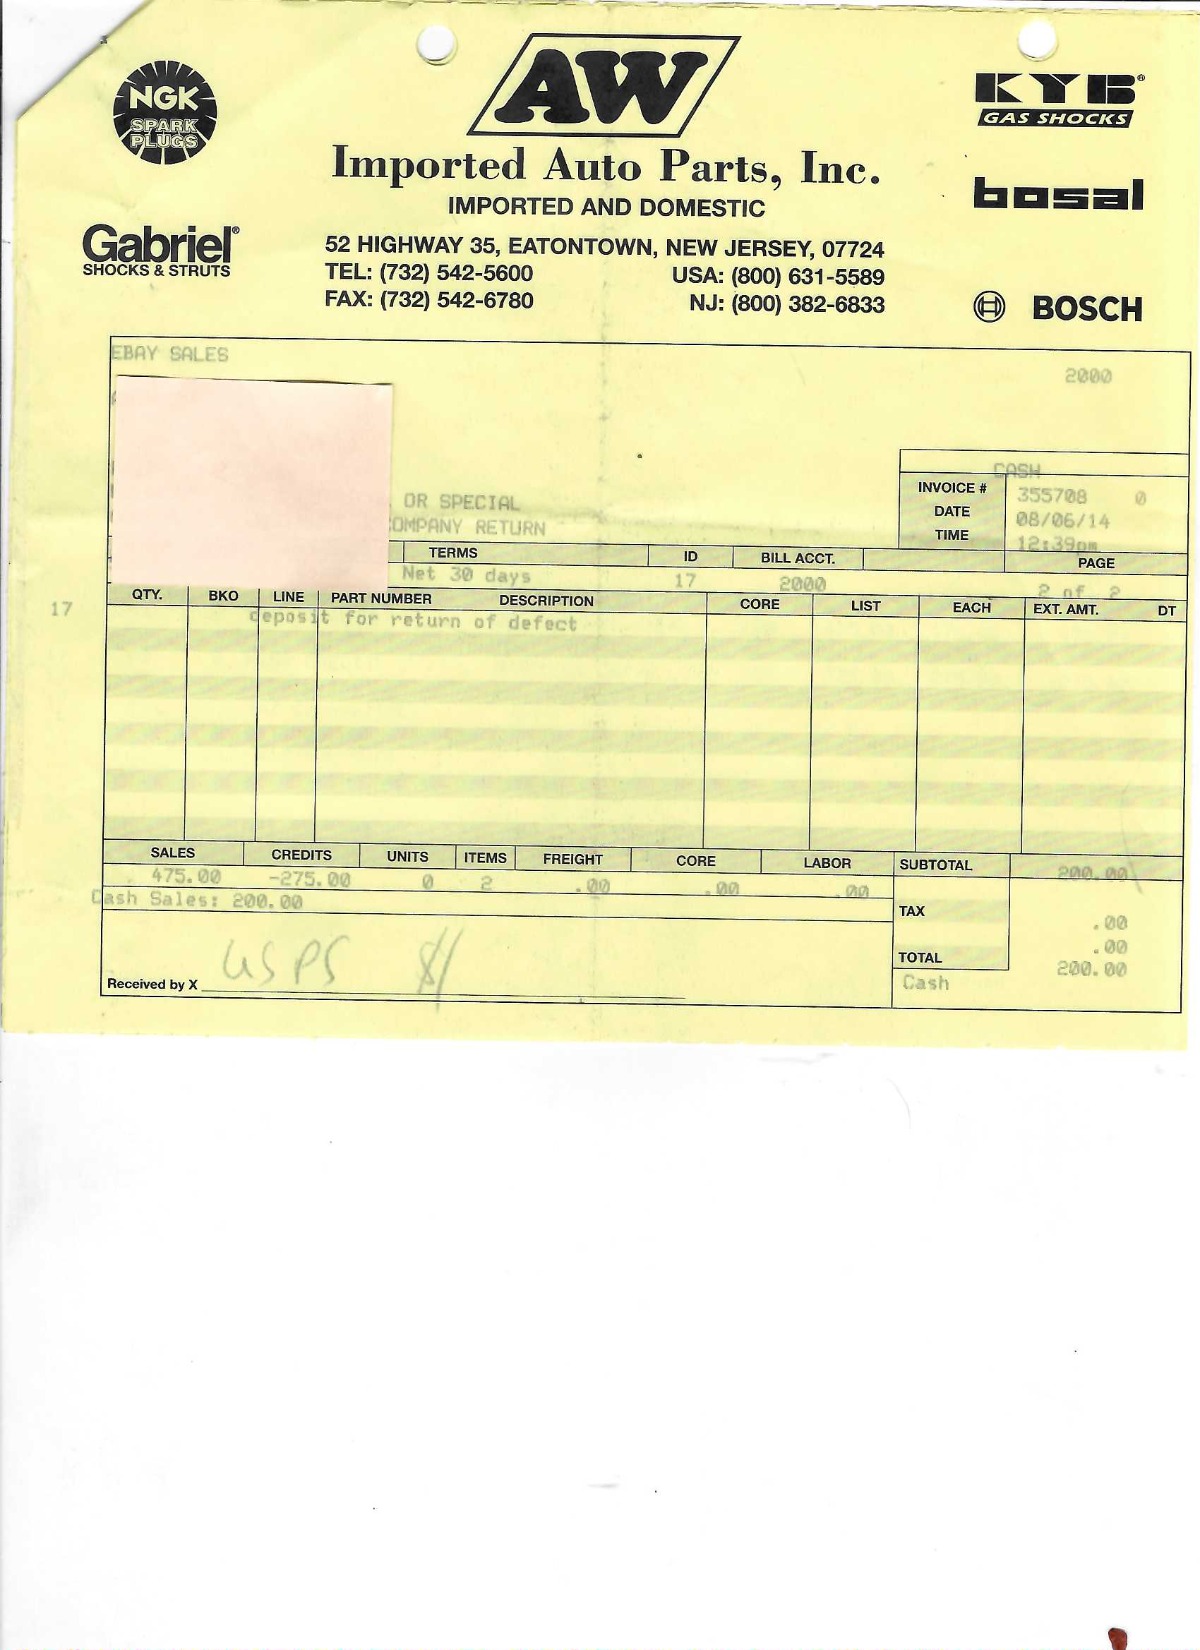 NGK
SPARK
PLUGS
AW
KYB®
GAS SHOCKS
Imported Auto Parts, Inc.
bosal
IMPORTED AND DOMESTIC
Gabriel®
SHOCKS & STRUTS
52 HIGHWAY 35, EATONTOWN, NEW JERSEY, 07724
TEL: (732) 542-5600 USA: (800) 631-5589
FAX: (732) 542-6780 NJ: (800) 382-6833
BOSCH
EBAY SALES
2000
CASH
INVOICE # 355708 0
DATE 08/06/14
TIME 12:39pm
OR SPECIAL
OMPANY RETURN
TERMS ID BILL ACCT. PAGE
Net 30 days 17 2000 2 of 2
QTY. BKO LINE PART NUMBER DESCRIPTION CORE LIST EACH EXT. AMT. DT
17 deposit for return of defect
SALES CREDITS UNITS ITEMS FREIGHT CORE LABOR SUBTOTAL 200.00
475.00 -275.00 0 2 .00 .00 .00
Cash Sales: 200.00
TAX .00
.00
TOTAL 200.00
Cash
Received by X USPS